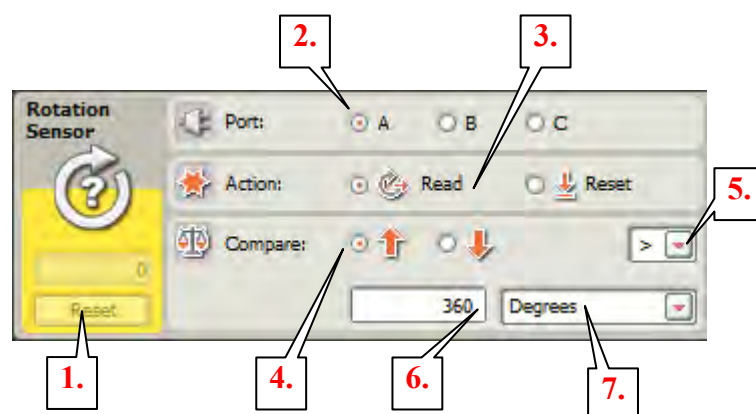 2.
3.
Rotation
Sensor
Port:
A
B
C
Action:
Read
Reset
5.
Compare:
>
0
Reset
360
Degrees
1.
4.
6.
7.